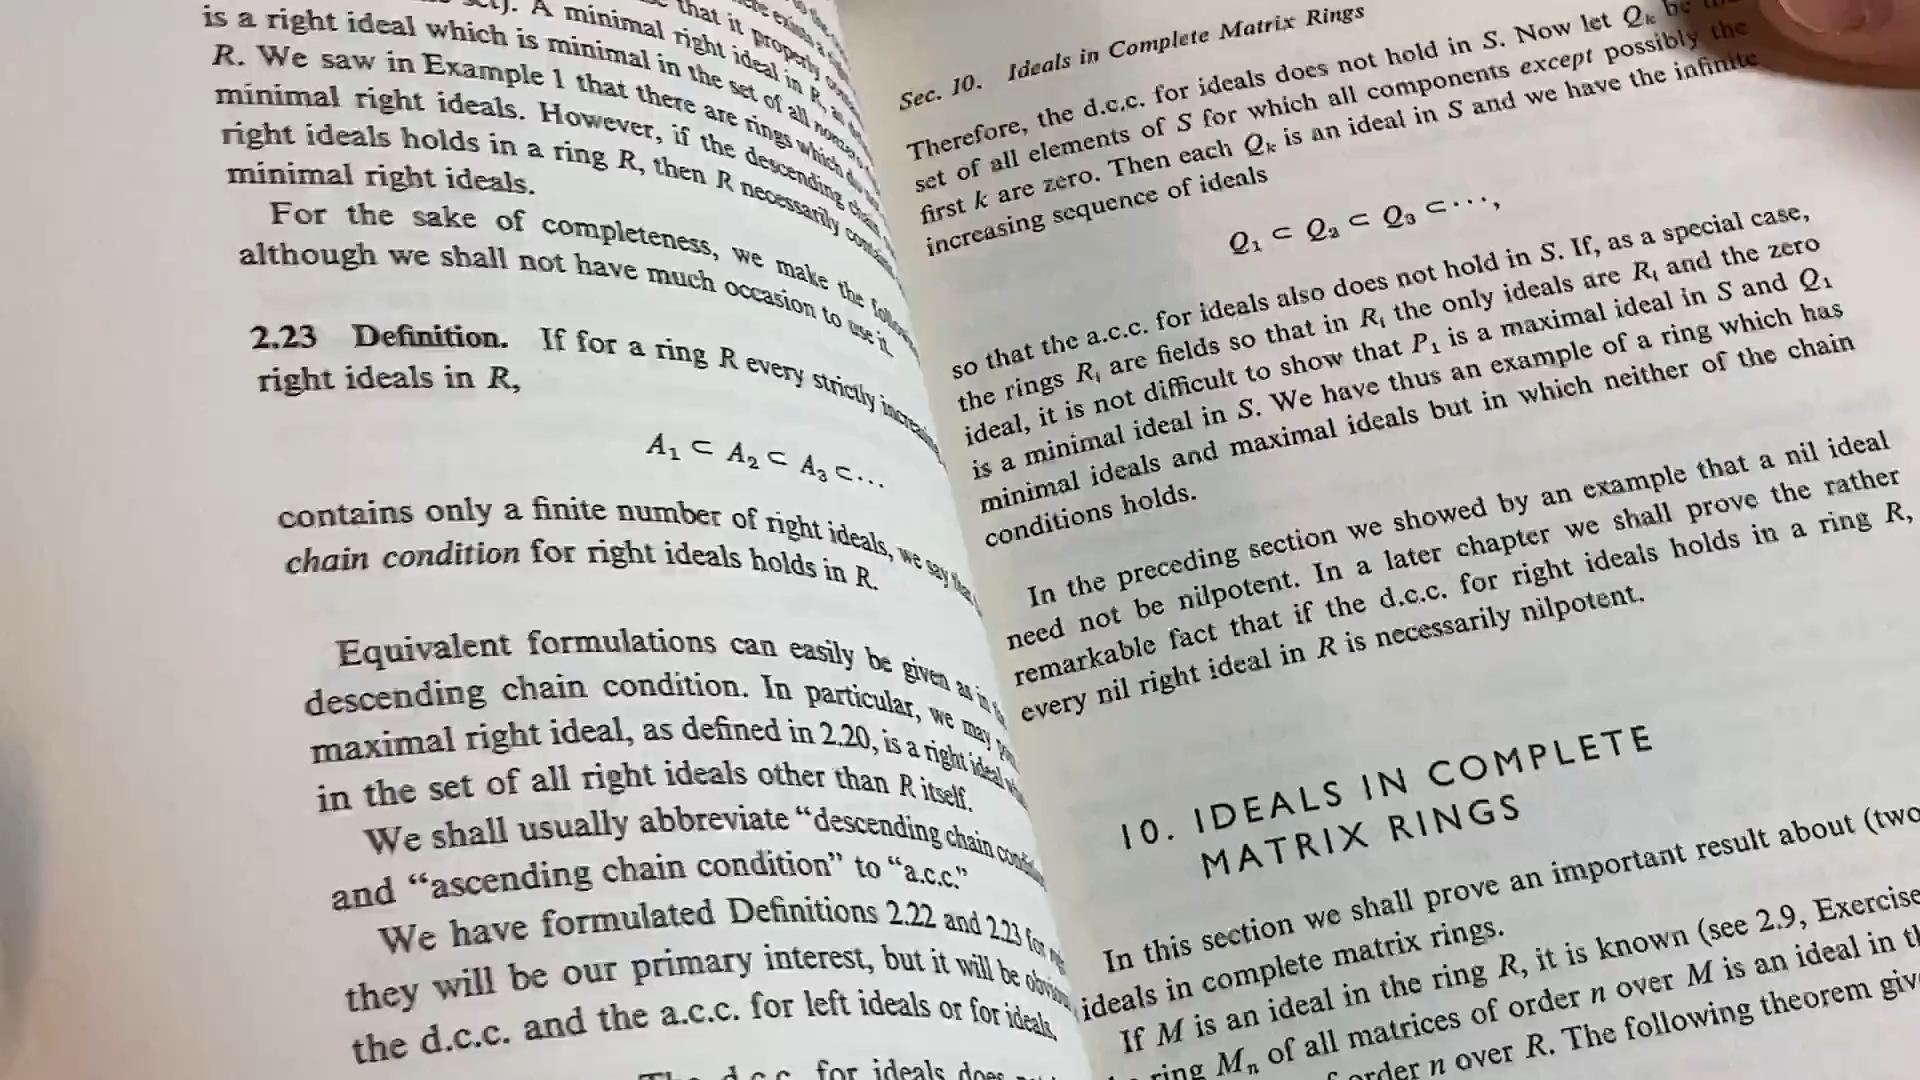 A minimal right ideal in R,
is a right ideal which is minimal in the set of all nonzero
R. We saw in Example 1 that there are rings which do
minimal right ideals. However, if the descending chain
right ideals holds in a ring R, then R necessarily
minimal right ideals.
For the sake of completeness, we make the
although we shall not have much occasion to use it.
2.23 Definition. If for a ring R every strictly
right ideals in R,
A₁ ⊂ A₂ ⊂ A₃ ⊂ ···
contains only a finite number of right ideals, we say that
chain condition for right ideals holds in R.
Equivalent formulations can easily be given as in
descending chain condition. In particular, we may
maximal right ideal, as defined in 2.20, is a right ideal
in the set of all right ideals other than R itself.
We shall usually abbreviate “descending chain
and “ascending chain condition” to “a.c.c.”
We have formulated Definitions 2.22 and 2.23 for
they will be our primary interest, but it will be
the d.c.c. and the a.c.c. for left ideals or for ideals.
d.c.c. for ideals does
Sec. 10. Ideals in Complete Matrix Rings
Therefore, the d.c.c. for ideals does not hold in S. Now let Qₖ be
set of all elements of S for which all components except possibly the
first k are zero. Then each Qₖ is an ideal in S and we have the infinite
increasing sequence of ideals
Q₁ ⊂ Q₂ ⊂ Q₃ ⊂ ···,
so that the a.c.c. for ideals also does not hold in S. If, as a special case,
the rings Rᵢ are fields so that in Rᵢ the only ideals are Rᵢ and the zero
ideal, it is not difficult to show that P₁ is a maximal ideal in S and Q₁
is a minimal ideal in S. We have thus an example of a ring which has
minimal ideals and maximal ideals but in which neither of the chain
conditions holds.
In the preceding section we showed by an example that a nil ideal
need not be nilpotent. In a later chapter we shall prove the rather
remarkable fact that if the d.c.c. for right ideals holds in a ring R,
every nil right ideal in R is necessarily nilpotent.
10. IDEALS IN COMPLETE
MATRIX RINGS
In this section we shall prove an important result about (two
ideals in complete matrix rings.
If M is an ideal in the ring R, it is known (see 2.9, Exercise
ring Mₙ of all matrices of order n over M is an ideal in
order n over R. The following theorem